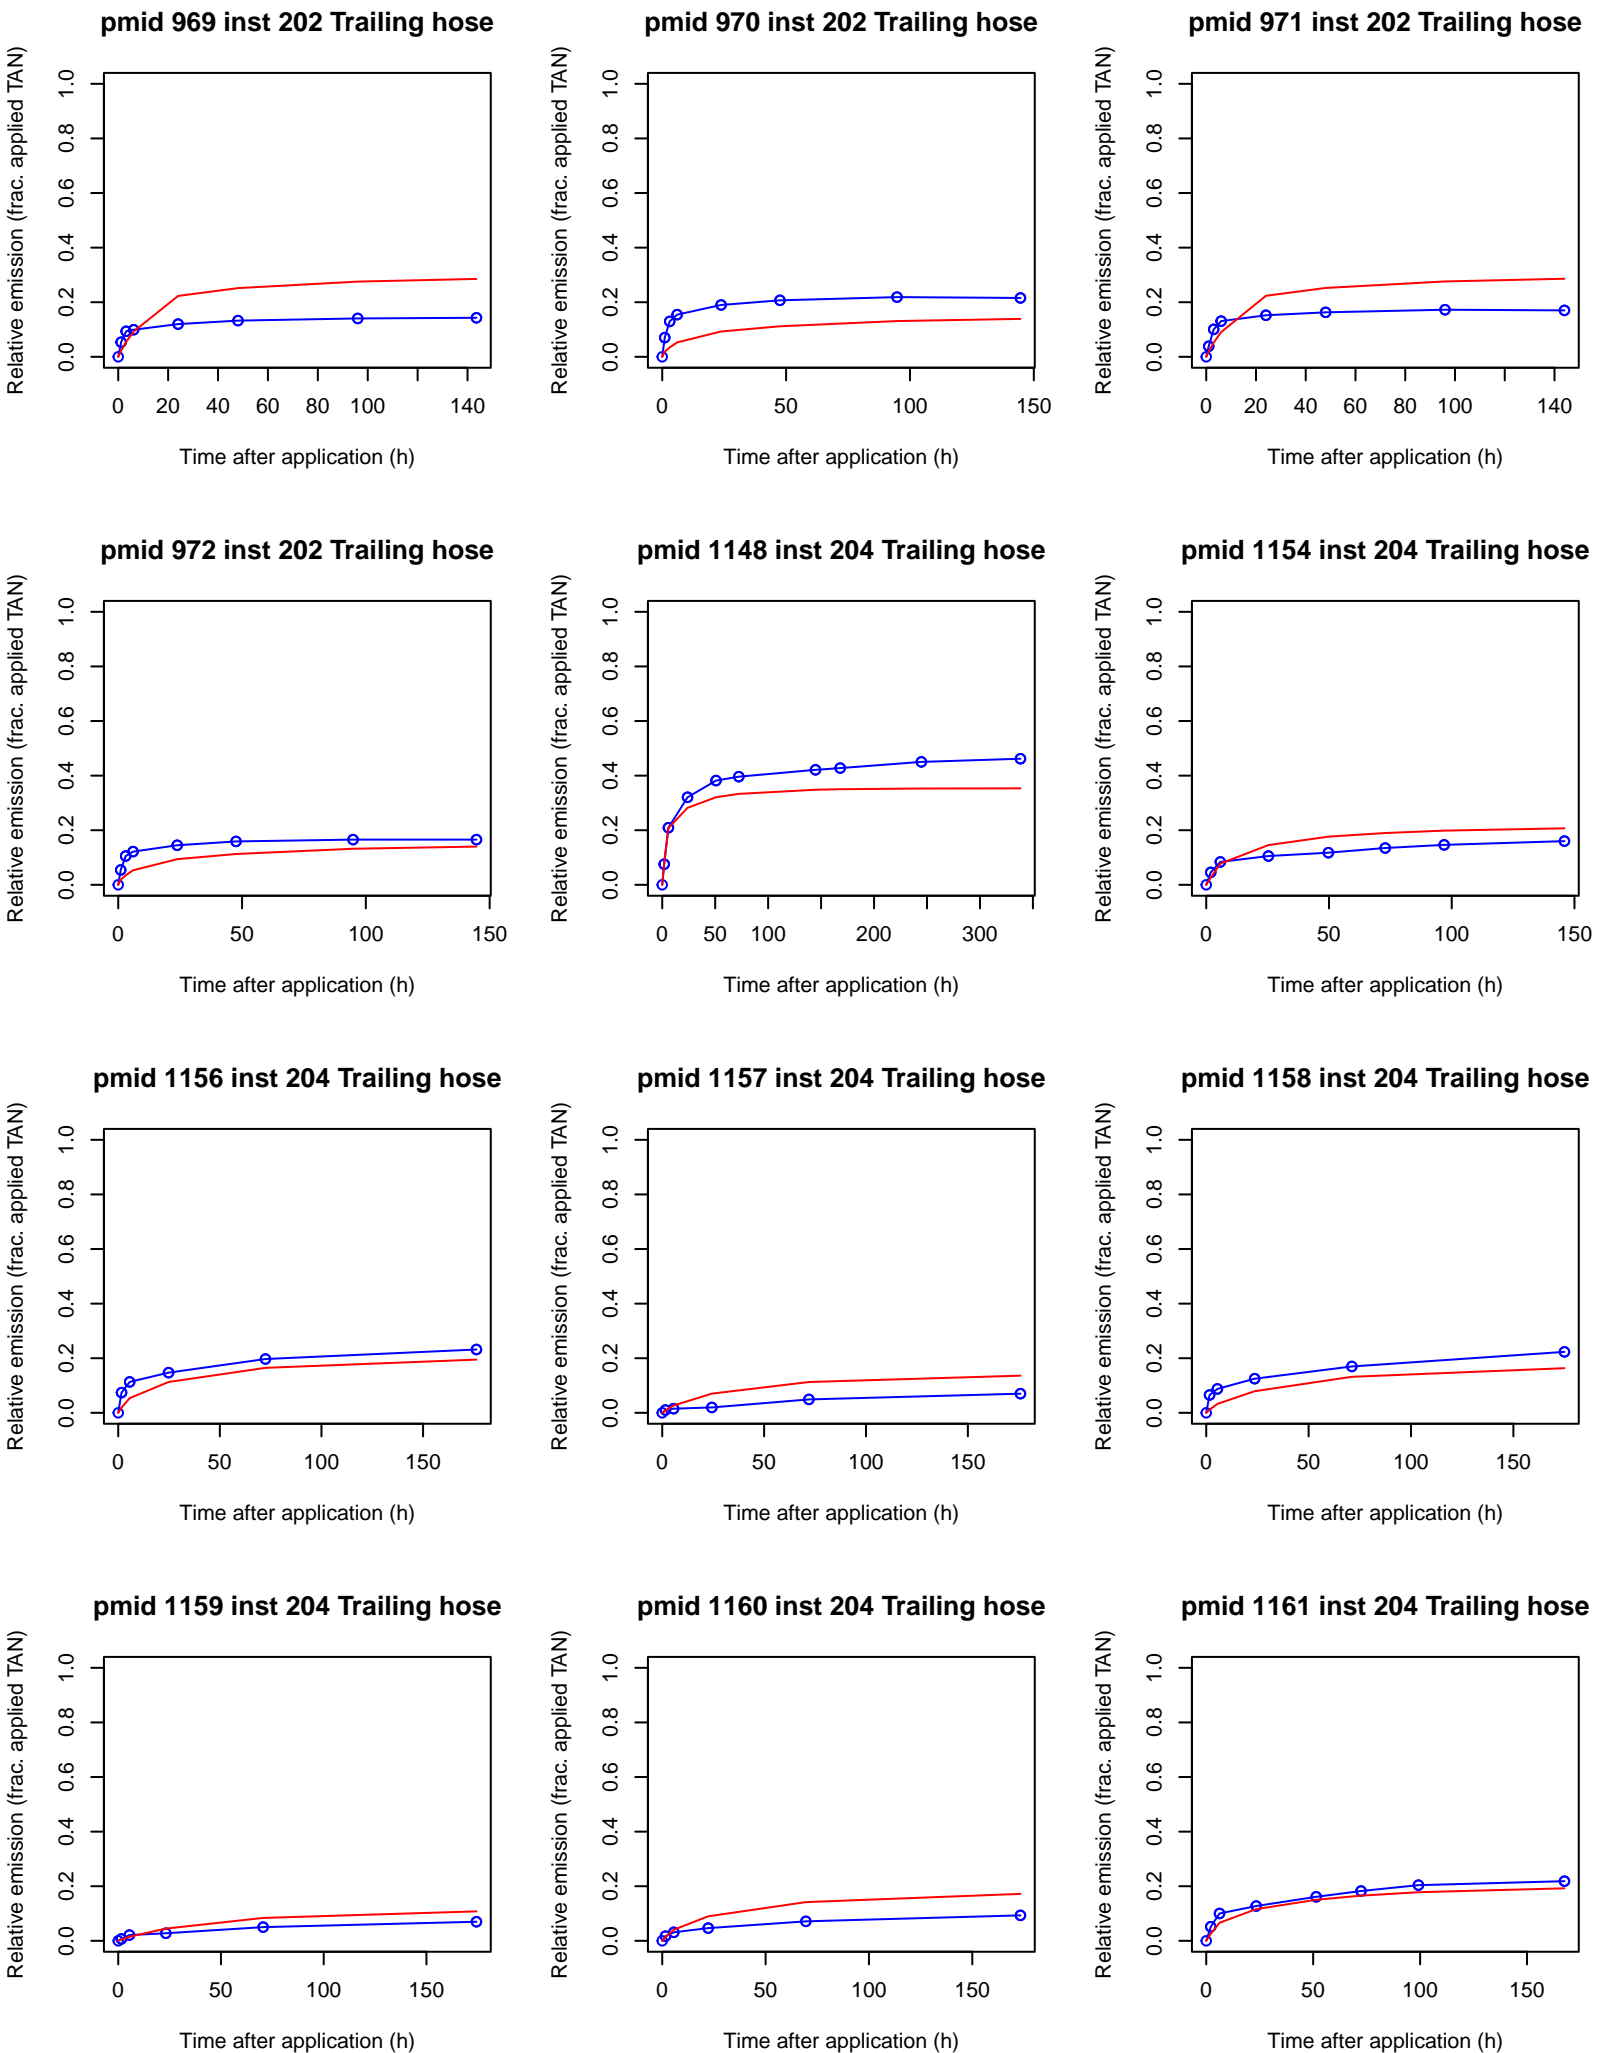 pmid 969 inst 202 Trailing hose
Relative emission (frac. applied TAN)
0.0 0.2 0.4 0.6 0.8 1.0
0 20 40 60 80 100 140
Time after application (h)
pmid 970 inst 202 Trailing hose
Relative emission (frac. applied TAN)
0.0 0.2 0.4 0.6 0.8 1.0
0 50 100 150
Time after application (h)
pmid 971 inst 202 Trailing hose
Relative emission (frac. applied TAN)
0.0 0.2 0.4 0.6 0.8 1.0
0 20 40 60 80 100 140
Time after application (h)
pmid 972 inst 202 Trailing hose
Relative emission (frac. applied TAN)
0.0 0.2 0.4 0.6 0.8 1.0
0 50 100 150
Time after application (h)
pmid 1148 inst 204 Trailing hose
Relative emission (frac. applied TAN)
0.0 0.2 0.4 0.6 0.8 1.0
0 50 100 200 300
Time after application (h)
pmid 1154 inst 204 Trailing hose
Relative emission (frac. applied TAN)
0.0 0.2 0.4 0.6 0.8 1.0
0 50 100 150
Time after application (h)
pmid 1156 inst 204 Trailing hose
Relative emission (frac. applied TAN)
0.0 0.2 0.4 0.6 0.8 1.0
0 50 100 150
Time after application (h)
pmid 1157 inst 204 Trailing hose
Relative emission (frac. applied TAN)
0.0 0.2 0.4 0.6 0.8 1.0
0 50 100 150
Time after application (h)
pmid 1158 inst 204 Trailing hose
Relative emission (frac. applied TAN)
0.0 0.2 0.4 0.6 0.8 1.0
0 50 100 150
Time after application (h)
pmid 1159 inst 204 Trailing hose
Relative emission (frac. applied TAN)
0.0 0.2 0.4 0.6 0.8 1.0
0 50 100 150
Time after application (h)
pmid 1160 inst 204 Trailing hose
Relative emission (frac. applied TAN)
0.0 0.2 0.4 0.6 0.8 1.0
0 50 100 150
Time after application (h)
pmid 1161 inst 204 Trailing hose
Relative emission (frac. applied TAN)
0.0 0.2 0.4 0.6 0.8 1.0
0 50 100 150
Time after application (h)